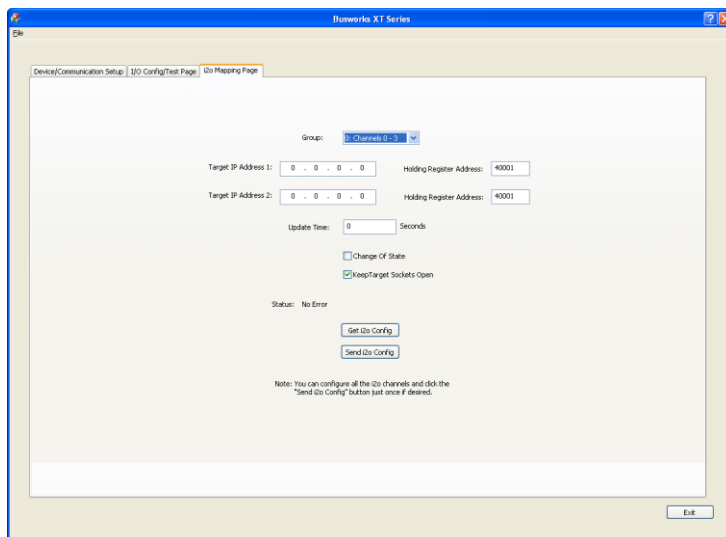 Busworks XT Series
File
Device/Communication Setup I/O Config/Test Page i2o Mapping Page
Group: 0: Channels 0 - 3
Target IP Address 1: 0 . 0 . 0 . 0 Holding Register Address: 40001
Target IP Address 2: 0 . 0 . 0 . 0 Holding Register Address: 40001
Update Time: 0 Seconds
Change Of State
KeepTarget Sockets Open
Status: No Error
Get i2o Config
Send i2o Config
Note: You can configure all the i2o channels and click the
"Send i2o Config" button just once if desired.
Exit